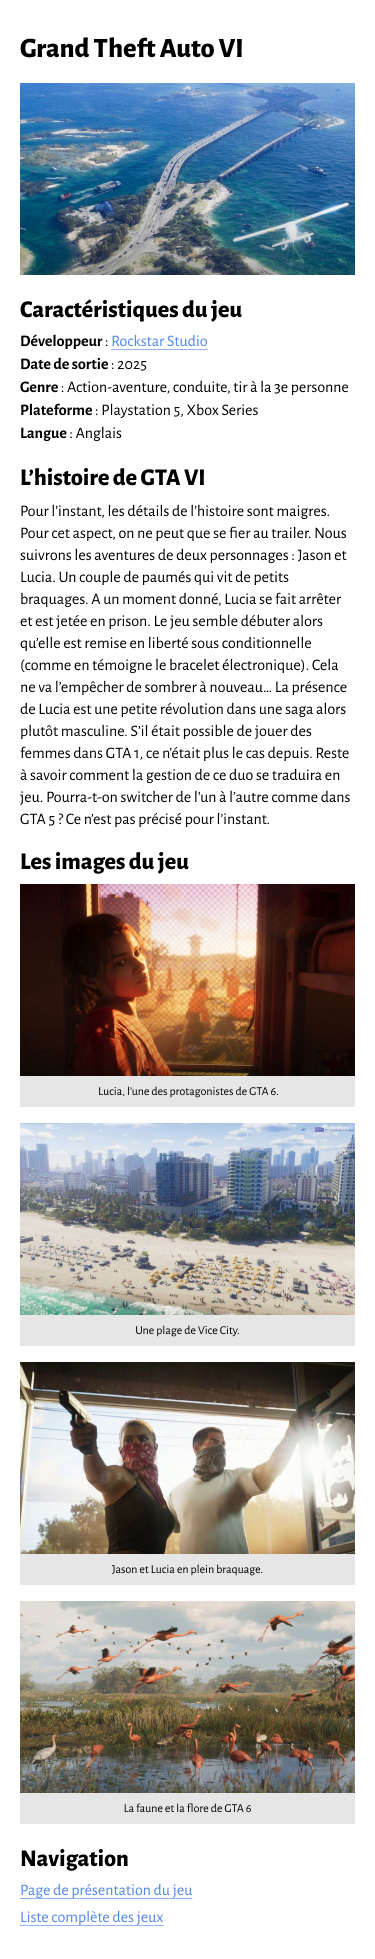 Grand Theft Auto VI
Caractéristiques du jeu
Développeur : Rockstar Studio
Date de sortie : 2025
Genre : Action-aventure, conduite, tir à la 3e personne
Plateforme : Playstation 5, Xbox Series
Langue : Anglais
L’histoire de GTA VI
Pour l’instant, les détails de l’histoire sont maigres.
Pour cet aspect, on ne peut que se fier au trailer. Nous
suivrons les aventures de deux personnages : Jason et
Lucia. Un couple de paumés qui vit de petits
braquages. A un moment donné, Lucia se fait arrêter
et est jetée en prison. Le jeu semble débuter alors
qu’elle est remise en liberté sous conditionnelle
(comme en témoigne le bracelet électronique). Cela
ne va l’empêcher de sombrer à nouveau… La présence
de Lucia est une petite révolution dans une saga alors
plutôt masculine. S’il était possible de jouer des
femmes dans GTA 1, ce n’était plus le cas depuis. Reste
à savoir comment la gestion de ce duo se traduira en
jeu. Pourra-t-on switcher de l’un à l’autre comme dans
GTA 5 ? Ce n’est pas précisé pour l’instant.
Les images du jeu
Lucia, l’une des protagonistes de GTA 6.
Une plage de Vice City.
Jason et Lucia en plein braquage.
La faune et la flore de GTA 6
Navigation
Page de présentation du jeu
Liste complète des jeux